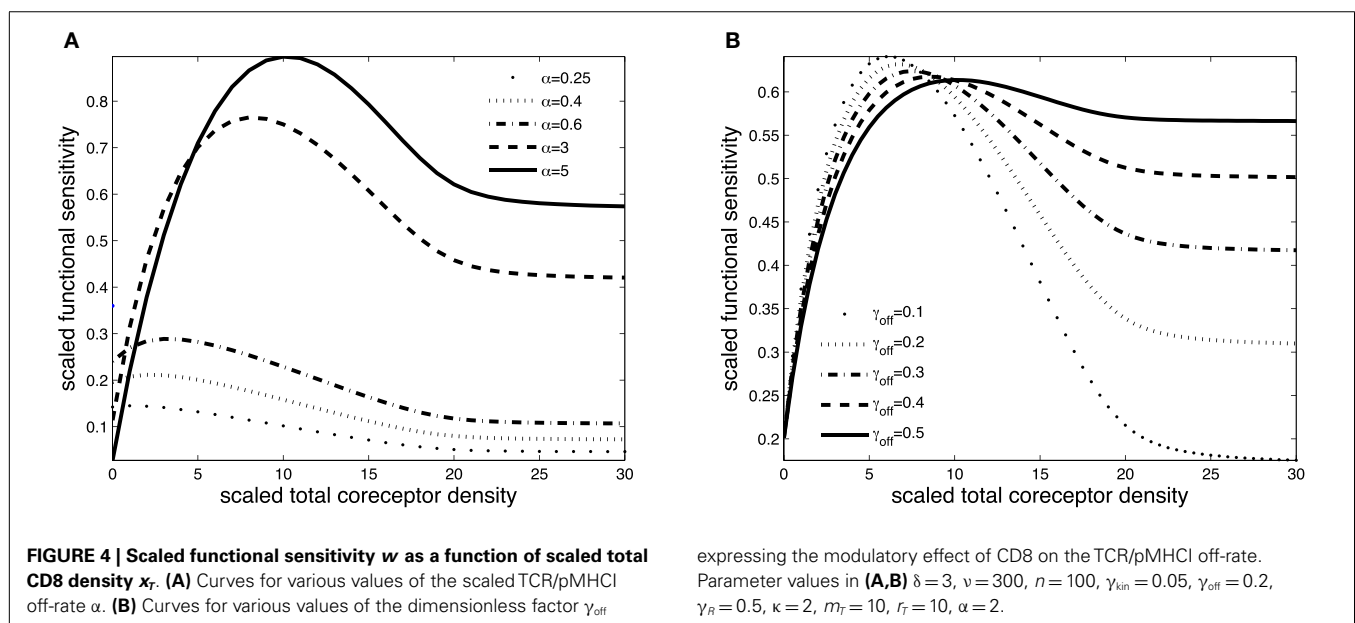 A
scaled functional sensitivity
0.8
0.7
0.6
0.5
0.4
0.3
0.2
0.1
0 5 10 15 20 25 30
scaled total coreceptor density
α=0.25
α=0.4
α=0.6
α=3
α=5
B
scaled functional sensitivity
0.6
0.55
0.5
0.45
0.4
0.35
0.3
0.25
0.2
0 5 10 15 20 25 30
scaled total coreceptor density
γoff=0.1
γoff=0.2
γoff=0.3
γoff=0.4
γoff=0.5
FIGURE 4 | Scaled functional sensitivity w as a function of scaled total
CD8 density xT. (A) Curves for various values of the scaled TCR/pMHCI
off-rate α. (B) Curves for various values of the dimensionless factor γoff
expressing the modulatory effect of CD8 on the TCR/pMHCI off-rate.
Parameter values in (A,B) δ = 3, ν = 300, n = 100, γkin = 0.05, γoff = 0.2,
γR = 0.5, κ = 2, mT = 10, rT = 10, α = 2.